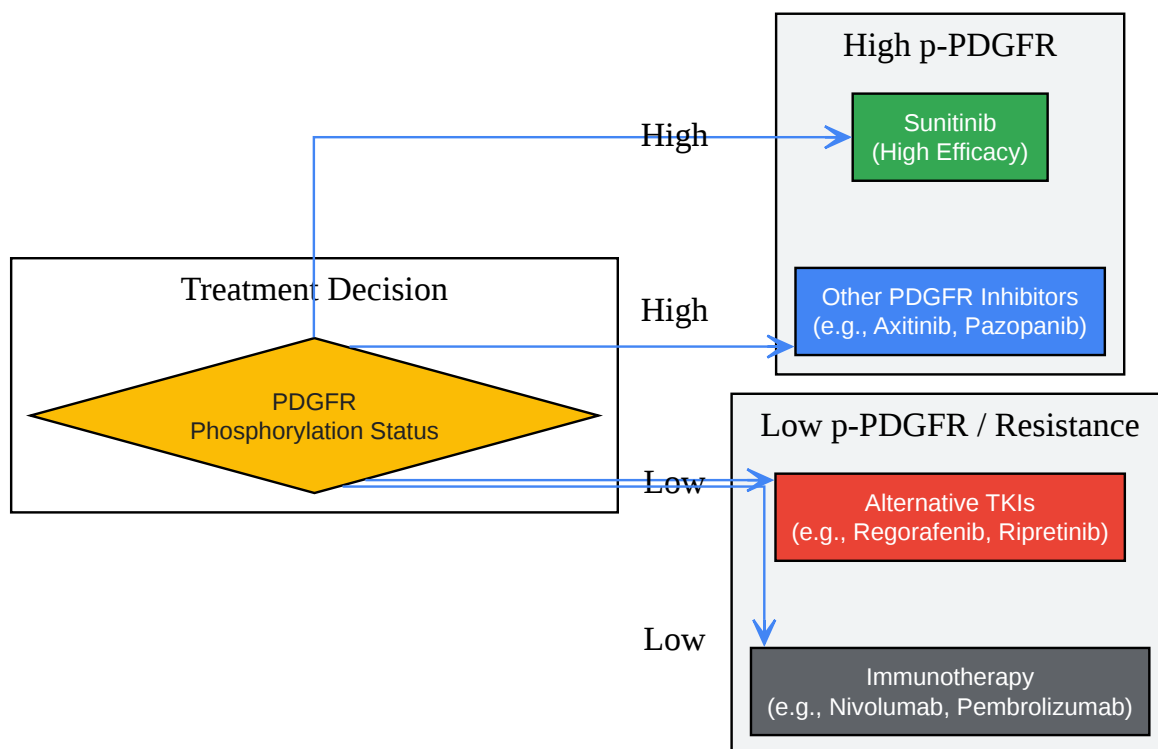 High p-PDGFR
Sunitinib
(High Efficacy)
High
Treatment Decision
Other PDGFR Inhibitors
(e.g., Axitinib, Pazopanib)
High
PDGFR
Phosphorylation Status
Low p-PDGFR / Resistance
Low
Alternative TKIs
(e.g., Regorafenib, Ripretinib)
Low
Immunotherapy
(e.g., Nivolumab, Pembrolizumab)